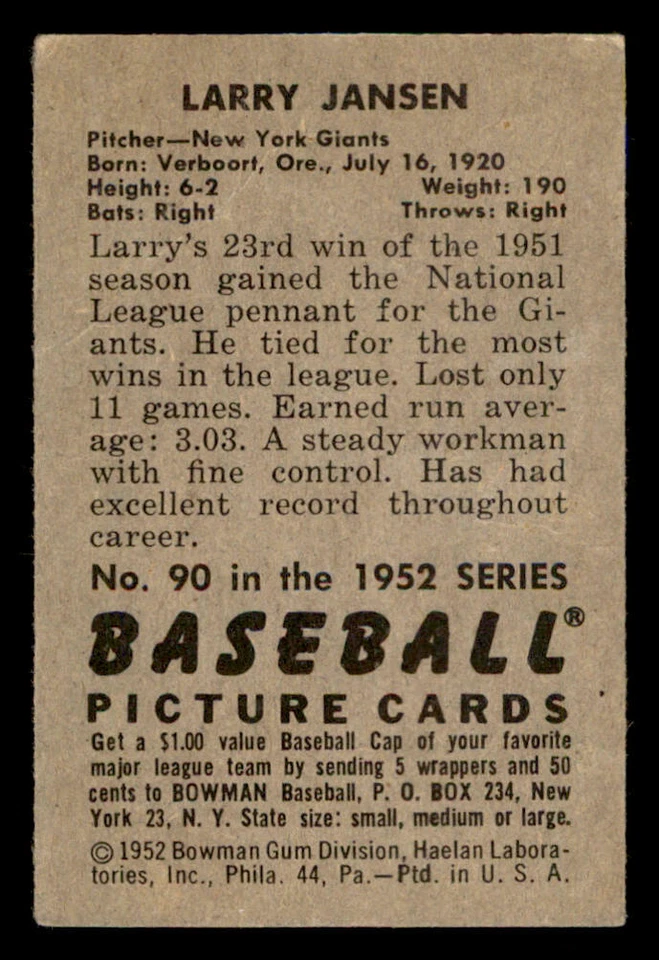 LARRY JANSEN
Pitcher—New York Giants
Born: Verboort, Ore., July 16, 1920
Height: 6-2 Weight: 190
Bats: Right Throws: Right
Larry's 23rd win of the 1951
season gained the National
League pennant for the Gi-
ants. He tied for the most
wins in the league. Lost only
11 games. Earned run aver-
age: 3.03. A steady workman
with fine control. Has had
excellent record throughout
career.
No. 90 in the 1952 SERIES
BASEBALL®
PICTURE CARDS
Get a $1.00 value Baseball Cap of your favorite
major league team by sending 5 wrappers and 50
cents to BOWMAN Baseball, P. O. BOX 234, New
York 23, N. Y. State size: small, medium or large.
© 1952 Bowman Gum Division, Haelan Labora-
tories, Inc., Phila. 44, Pa.—Ptd. in U. S. A.